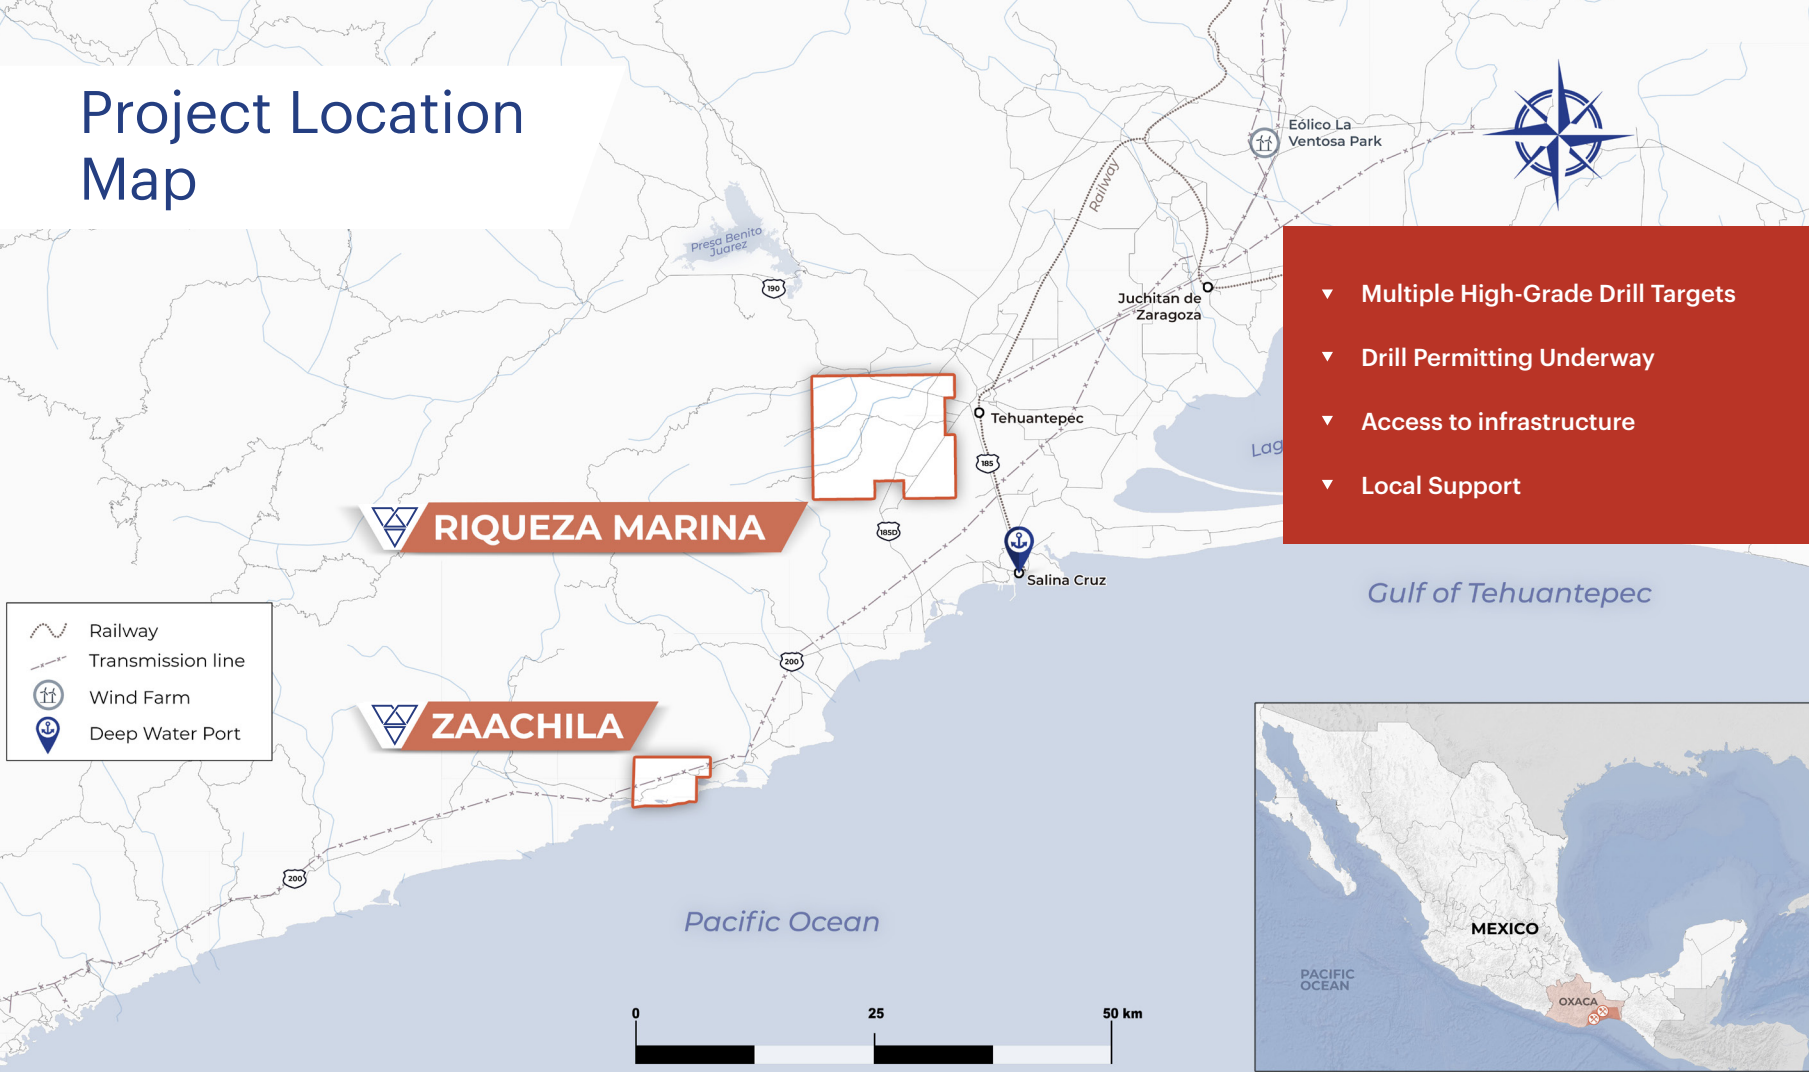 Project Location
Map
Eólico La
Ventosa Park
Railway
Presa Benito
Juarez
190
Juchitan de
Zaragoza
Multiple High-Grade Drill Targets
Drill Permitting Underway
Access to infrastructure
Local Support
Tehuantepec
Lag
185
RIQUEZA MARINA
185D
Salina Cruz
Gulf of Tehuantepec
Railway
Transmission line
Wind Farm
Deep Water Port
200
ZAACHILA
200
Pacific Ocean
MEXICO
PACIFIC
OCEAN
OXACA
0 25 50 km